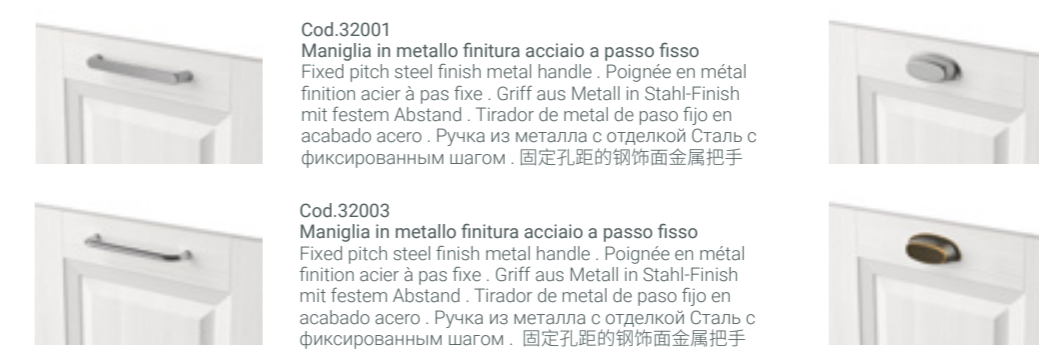 Cod.32001
Maniglia in metallo finitura acciaio a passo fisso
Fixed pitch steel finish metal handle . Poignée en métal
finition acier à pas fixe . Griff aus Metall in Stahl-Finish
mit festem Abstand . Tirador de metal de paso fijo en
acabado acero . Ручка из металла с отделкой Сталь с
фиксированным шагом . 固定孔距的钢饰面金属把手
Cod.32003
Maniglia in metallo finitura acciaio a passo fisso
Fixed pitch steel finish metal handle . Poignée en métal
finition acier à pas fixe . Griff aus Metall in Stahl-Finish
mit festem Abstand . Tirador de metal de paso fijo en
acabado acero . Ручка из металла с отделкой Сталь с
фиксированным шагом . 固定孔距的钢饰面金属把手